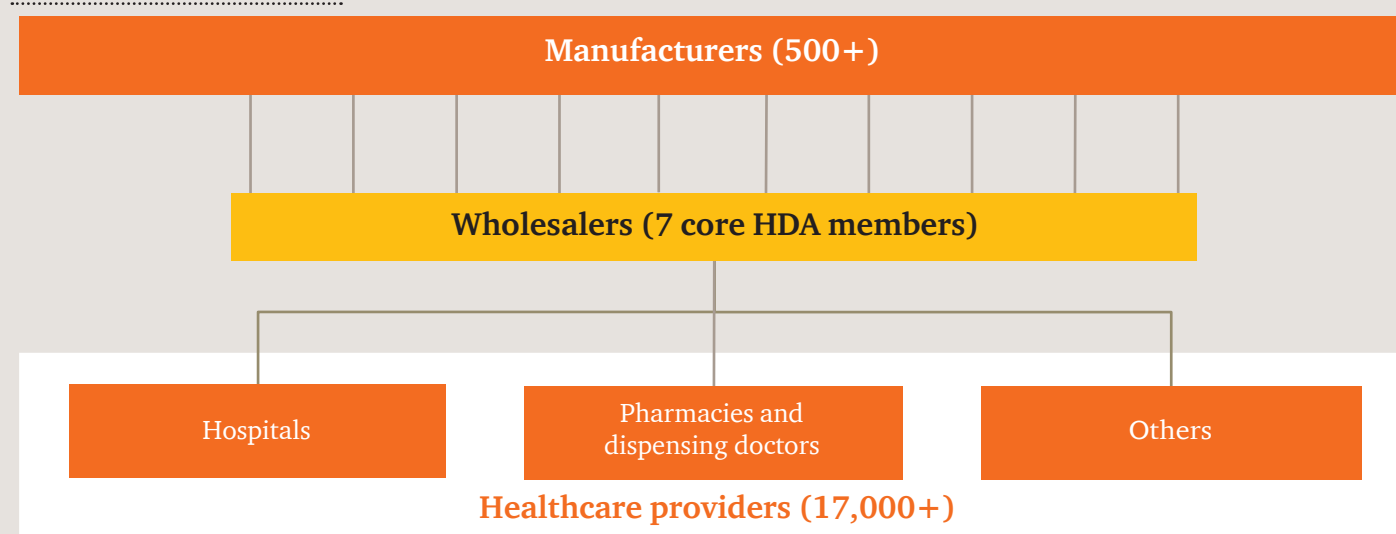 Manufacturers (500+)
Wholesalers (7 core HDA members)
Hospitals
Pharmacies and
dispensing doctors
Others
Healthcare providers (17,000+)